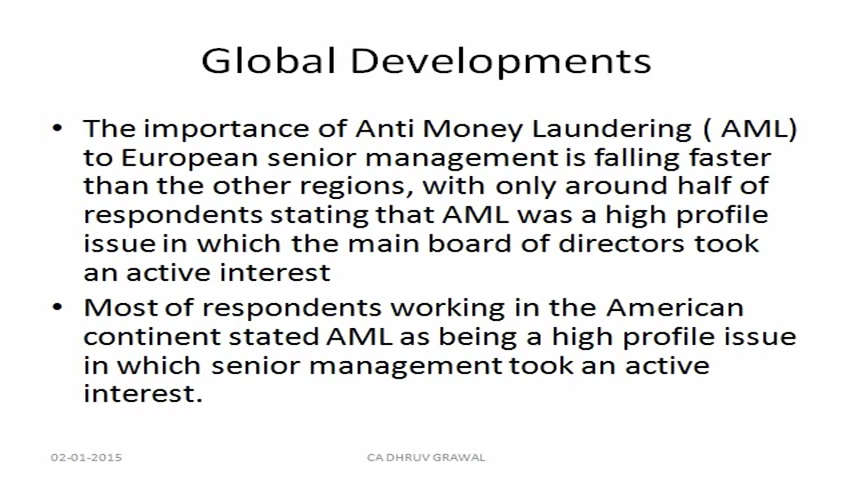 Global Developments
• The importance of Anti Money Laundering ( AML)
to European senior management is falling faster
than the other regions, with only around half of
respondents stating that AML was a high profile
issue in which the main board of directors took
an active interest
• Most of respondents working in the American
continent stated AML as being a high profile issue
in which senior management took an active
interest.
02-01-2015
CA DHRUV GRAWAL